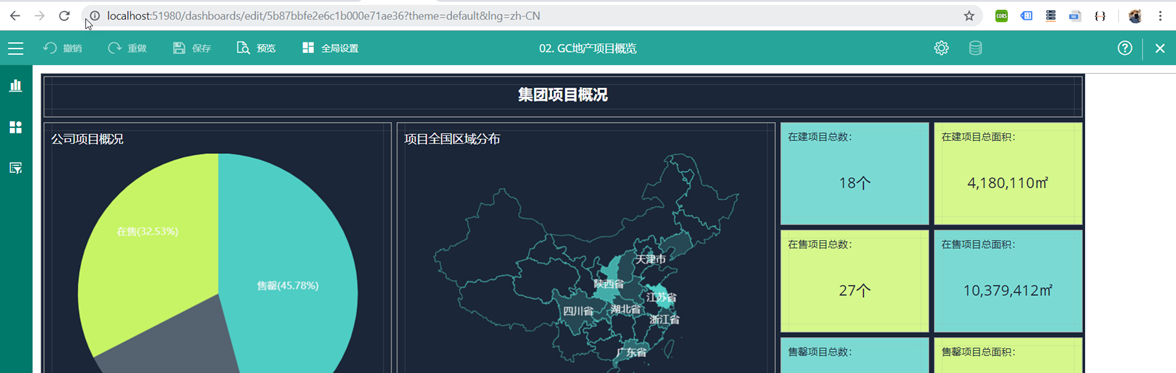 localhost:51980/dashboards/edit/5b87bbfe2e6c1b000e71ae36?theme=default&lng=zh-CN
撤销 重做 保存 预览 全局设置 02. GC地产项目概览
集团项目概况
公司项目概况
在售(32.53%)
售罄(45.78%)
项目全国区域分布
天津市
陕西省
江苏省
四川省
湖北省
浙江省
广东省
在建项目总数：
18个
在建项目总面积：
4,180,110㎡
在售项目总数：
27个
在售项目总面积：
10,379,412㎡
售罄项目总数：
售罄项目总面积：